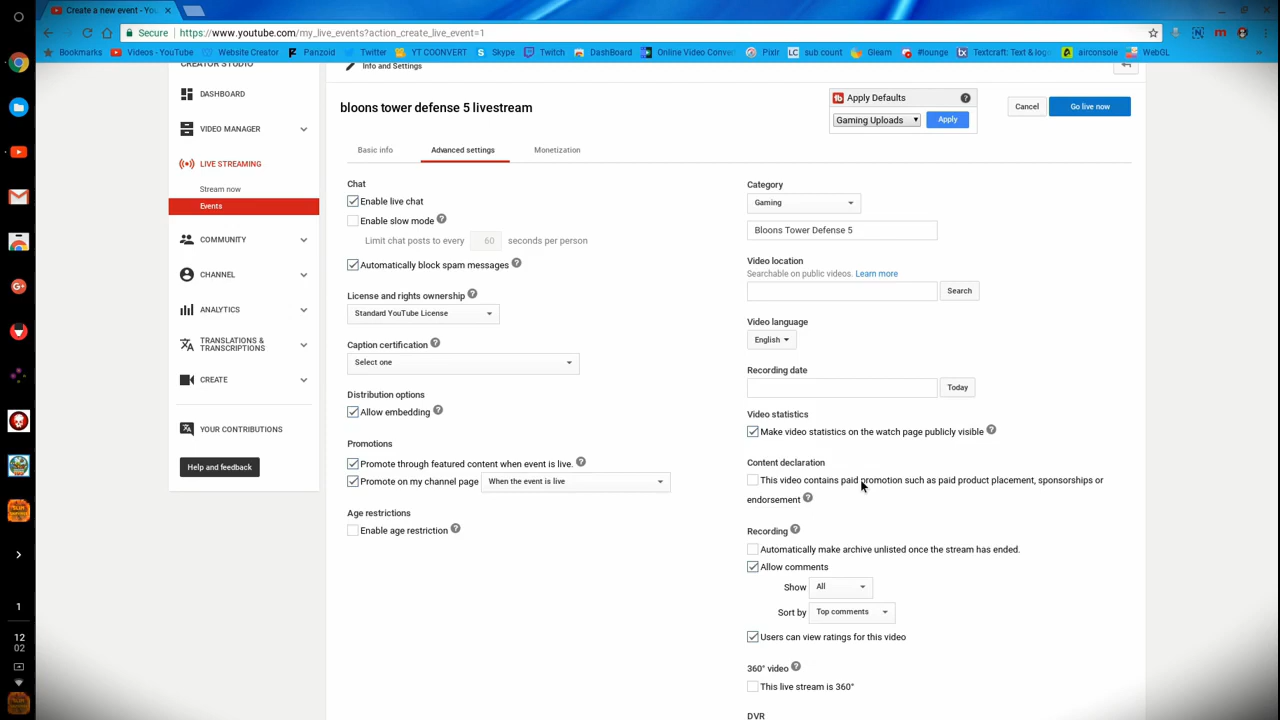 Create a new event - Yo
Secure https://www.youtube.com/my_live_events?action_create_live_event=1
Bookmarks Videos - YouTube Website Creator Panzoid Twitter YT COONVERT Skype Twitch DashBoard Online Video Conver Pixlr sub count Gleam #lounge Textcraft: Text & log airconsole WebGL
CREATOR STUDIO
DASHBOARD
VIDEO MANAGER
LIVE STREAMING
Stream now
Events
COMMUNITY
CHANNEL
ANALYTICS
TRANSLATIONS &
TRANSCRIPTIONS
CREATE
YOUR CONTRIBUTIONS
Help and feedback
Info and Settings
bloons tower defense 5 livestream
Apply Defaults
Gaming Uploads Apply
Cancel Go live now
Basic info Advanced settings Monetization
Chat
Enable live chat
Enable slow mode
Limit chat posts to every 60 seconds per person
Automatically block spam messages
License and rights ownership
Standard YouTube License
Caption certification
Select one
Distribution options
Allow embedding
Promotions
Promote through featured content when event is live.
Promote on my channel page When the event is live
Age restrictions
Enable age restriction
Category
Gaming
Bloons Tower Defense 5
Video location
Searchable on public videos. Learn more
Search
Video language
English
Recording date
Today
Video statistics
Make video statistics on the watch page publicly visible
Content declaration
This video contains paid promotion such as paid product placement, sponsorships or
endorsement
Recording
Automatically make archive unlisted once the stream has ended.
Allow comments
Show All
Sort by Top comments
Users can view ratings for this video
360° video
This live stream is 360°
DVR
1
12
02